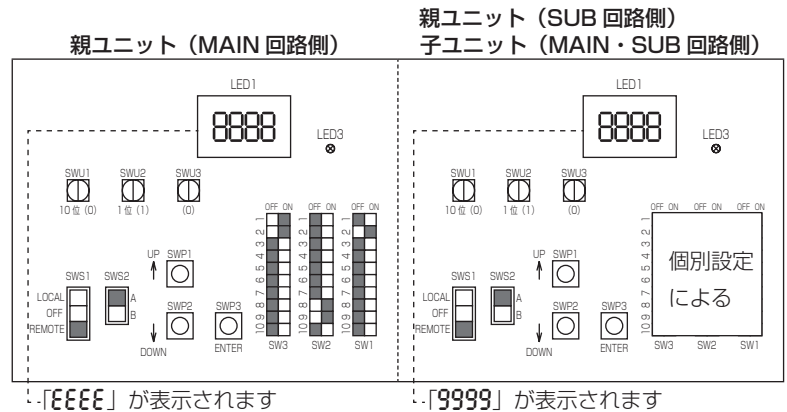 親ユニット（MAIN 回路側）
親ユニット（SUB 回路側）
子ユニット（MAIN・SUB 回路側）
LED1
8888
LED3
SWU1 SWU2 SWU3
10位（0） 1位（1） （0）
OFF ON OFF ON OFF ON
1 2 3 4 5 6 7 8 9 10
1 2 3 4 5 6 7 8 9 10
1 2 3 4 5 6 7 8 9 10
UP SWP1
SWS1 SWS2
LOCAL
OFF
REMOTE
A
B
SWP2 SWP3
DOWN ENTER
SW3 SW2 SW1
「EEEE」が表示されます
LED1
8888
LED3
SWU1 SWU2 SWU3
10位（0） 1位（1） （0）
OFF ON OFF ON OFF ON
1 2 3 4 5 6 7 8 9 10
個別設定
による
UP SWP1
SWS1 SWS2
LOCAL
OFF
REMOTE
A
B
SWP2 SWP3
DOWN ENTER
SW3 SW2 SW1
「9999」が表示されます